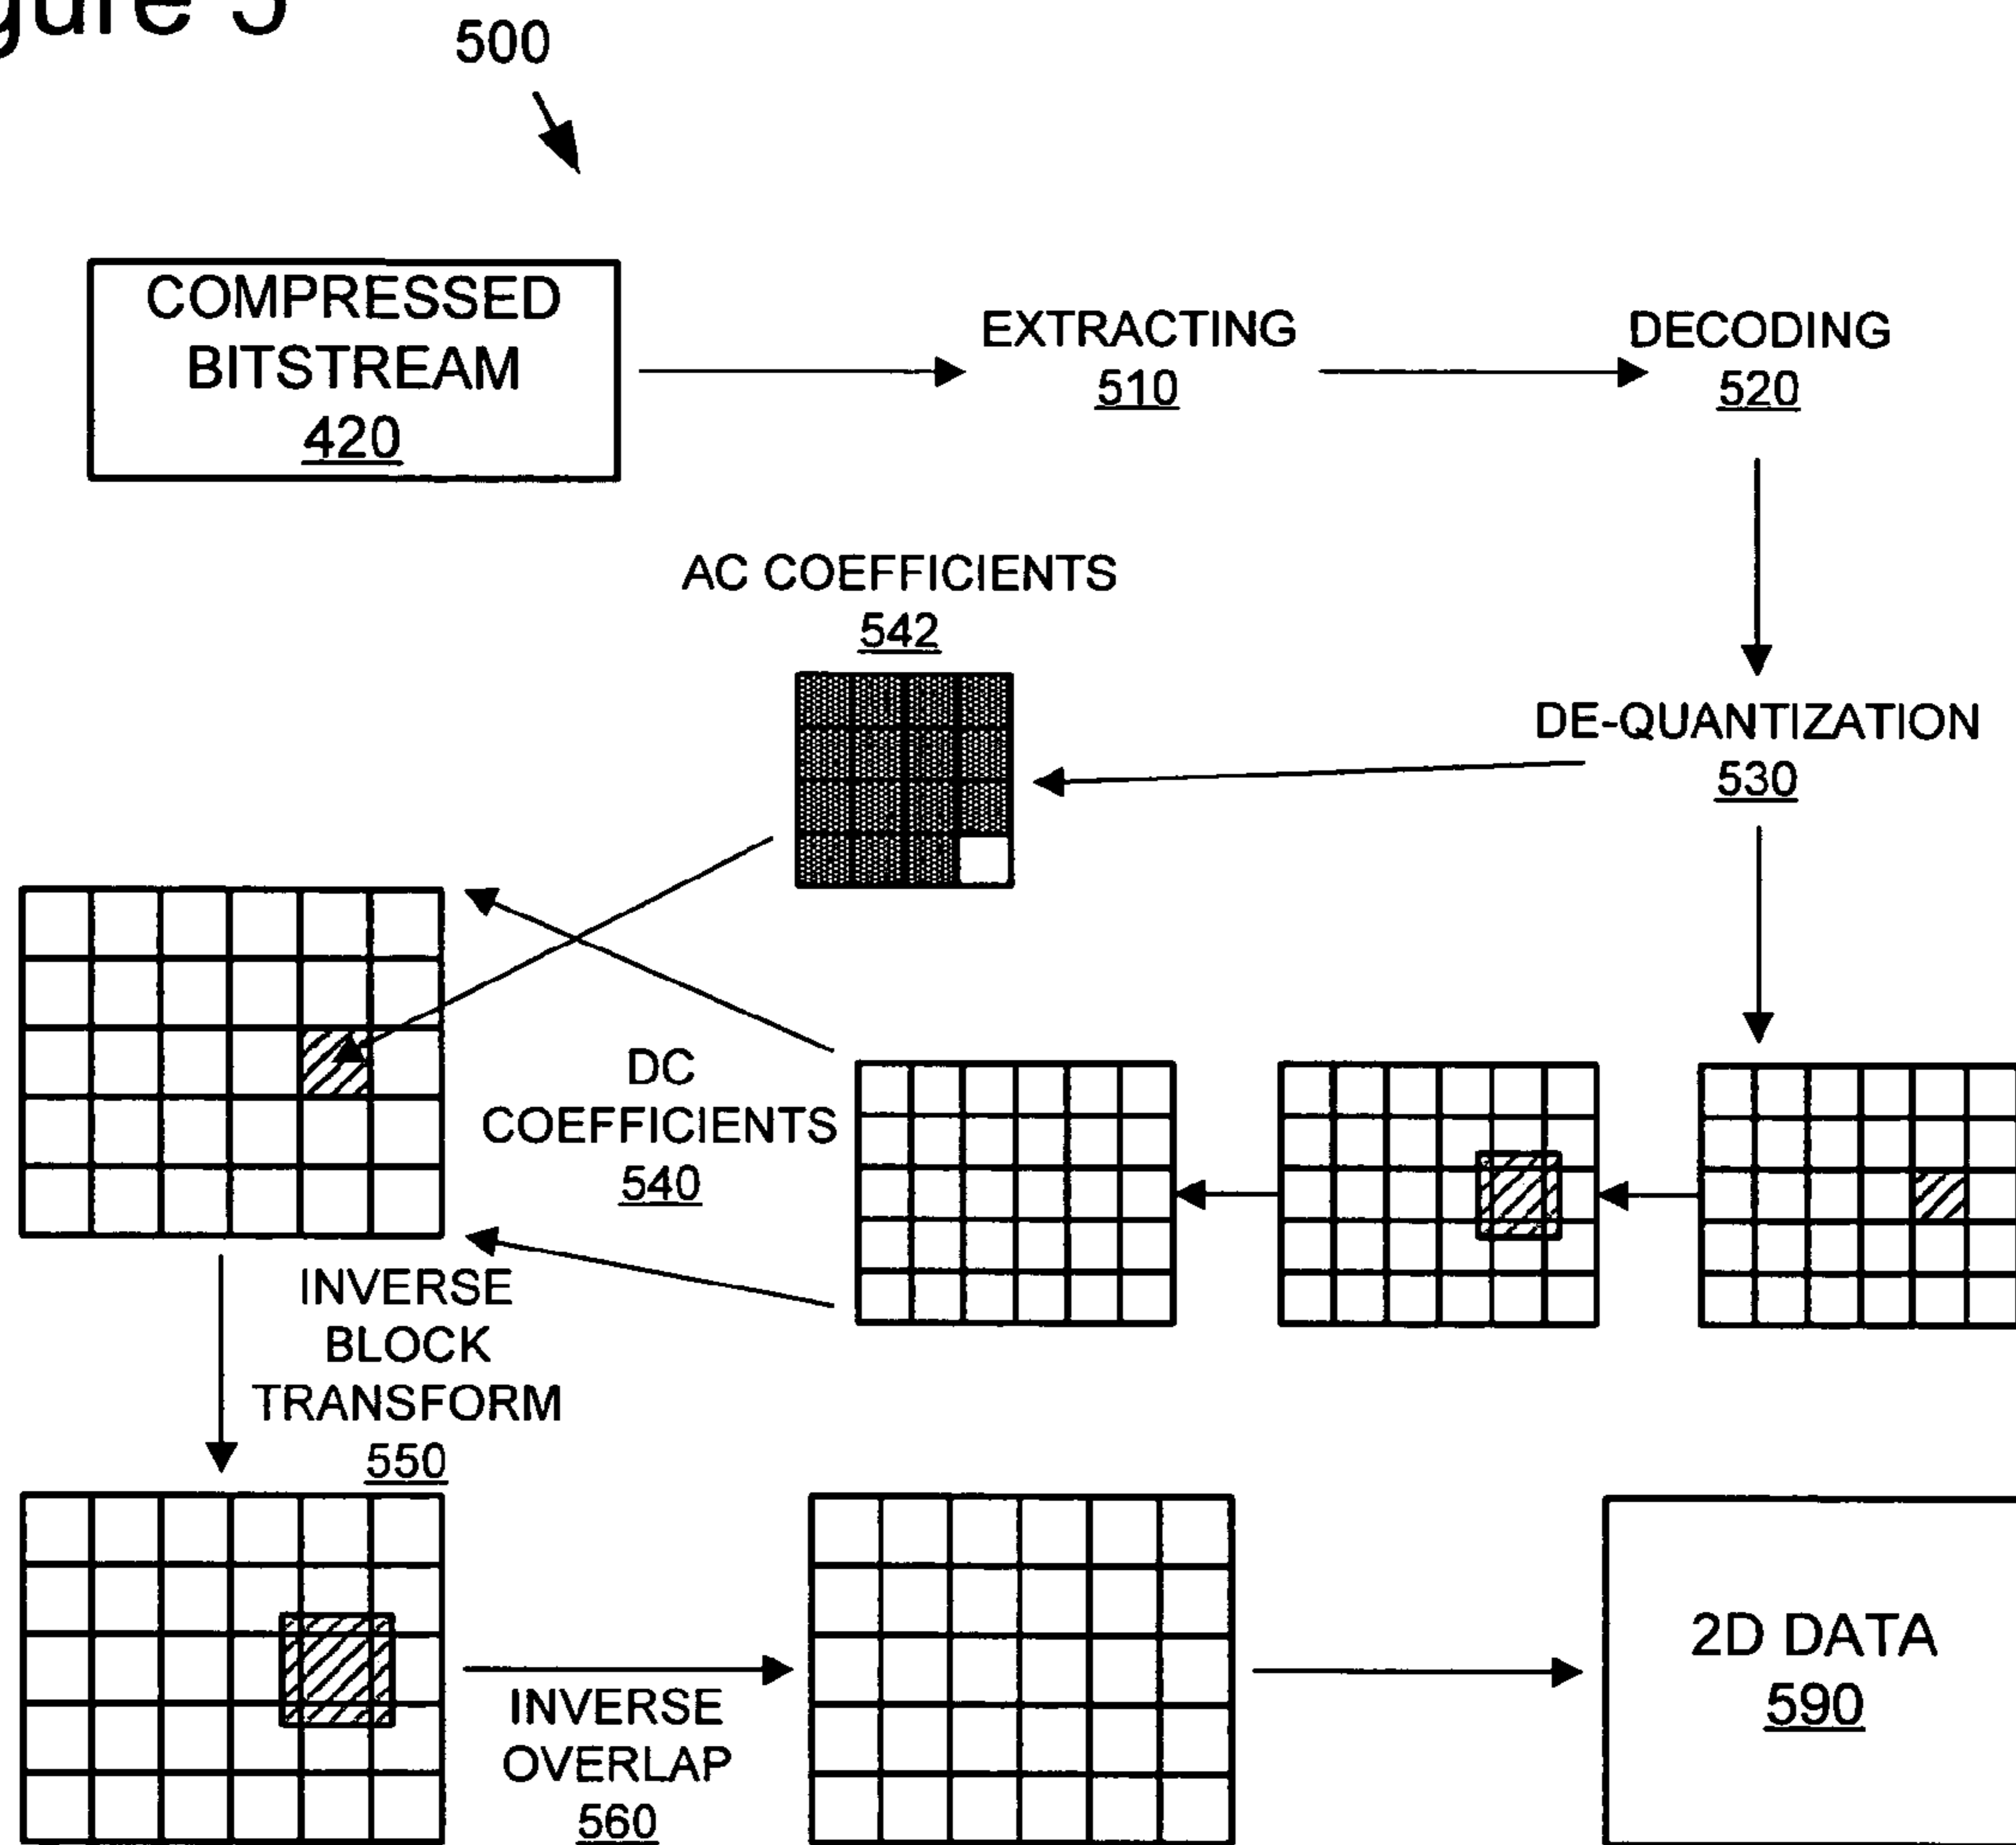 gure 5
500
COMPRESSED
BITSTREAM
420
EXTRACTING
510
DECODING
520
AC COEFFICIENTS
542
DE-QUANTIZATION
530
DC
COEFFICIENTS
540
INVERSE
BLOCK
TRANSFORM
550
INVERSE
OVERLAP
560
2D DATA
590